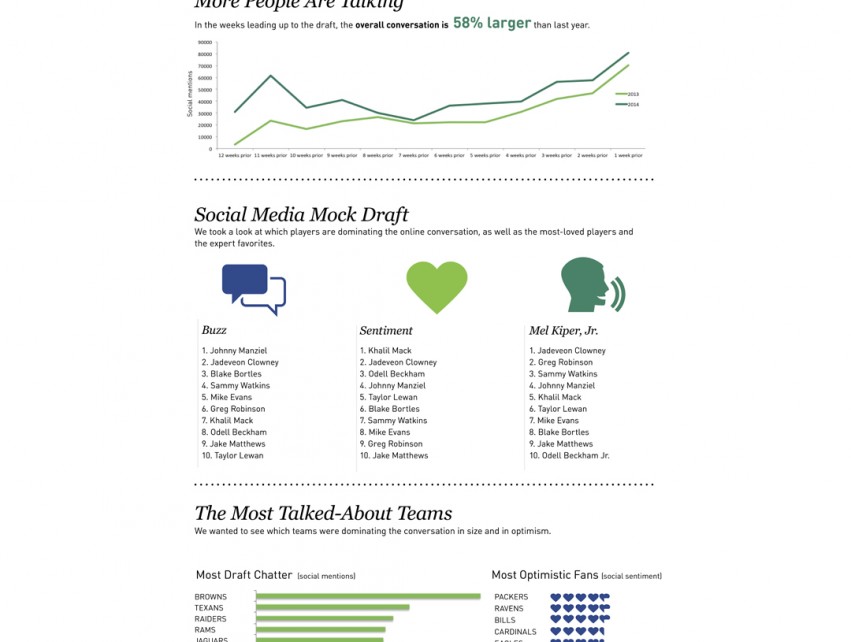 More People Are Talking
In the weeks leading up to the draft, the overall conversation is 58% larger than last year.
90000
80000
70000
60000
50000
40000
30000
20000
10000
0
Social mentions
2013
2014
12 weeks prior 11 weeks prior 10 weeks prior 9 weeks prior 8 weeks prior 7 weeks prior 6 weeks prior 5 weeks prior 4 weeks prior 3 weeks prior 2 weeks prior 1 week prior
Social Media Mock Draft
We took a look at which players are dominating the online conversation, as well as the most-loved players and
the expert favorites.
Buzz
1. Johnny Manziel
2. Jadeveon Clowney
3. Blake Bortles
4. Sammy Watkins
5. Mike Evans
6. Greg Robinson
7. Khalil Mack
8. Odell Beckham
9. Jake Matthews
10. Taylor Lewan
Sentiment
1. Khalil Mack
2. Jadeveon Clowney
3. Odell Beckham
4. Johnny Manziel
5. Taylor Lewan
6. Blake Bortles
7. Sammy Watkins
8. Mike Evans
9. Greg Robinson
10. Jake Matthews
Mel Kiper, Jr.
1. Jadeveon Clowney
2. Greg Robinson
3. Sammy Watkins
4. Johnny Manziel
5. Khalil Mack
6. Taylor Lewan
7. Mike Evans
8. Blake Bortles
9. Jake Matthews
10. Odell Beckham Jr.
The Most Talked-About Teams
We wanted to see which teams were dominating the conversation in size and in optimism.
Most Draft Chatter (social mentions)
BROWNS
TEXANS
RAIDERS
RAMS
JAGUARS
Most Optimistic Fans (social sentiment)
PACKERS
RAVENS
BILLS
CARDINALS
EAGLES